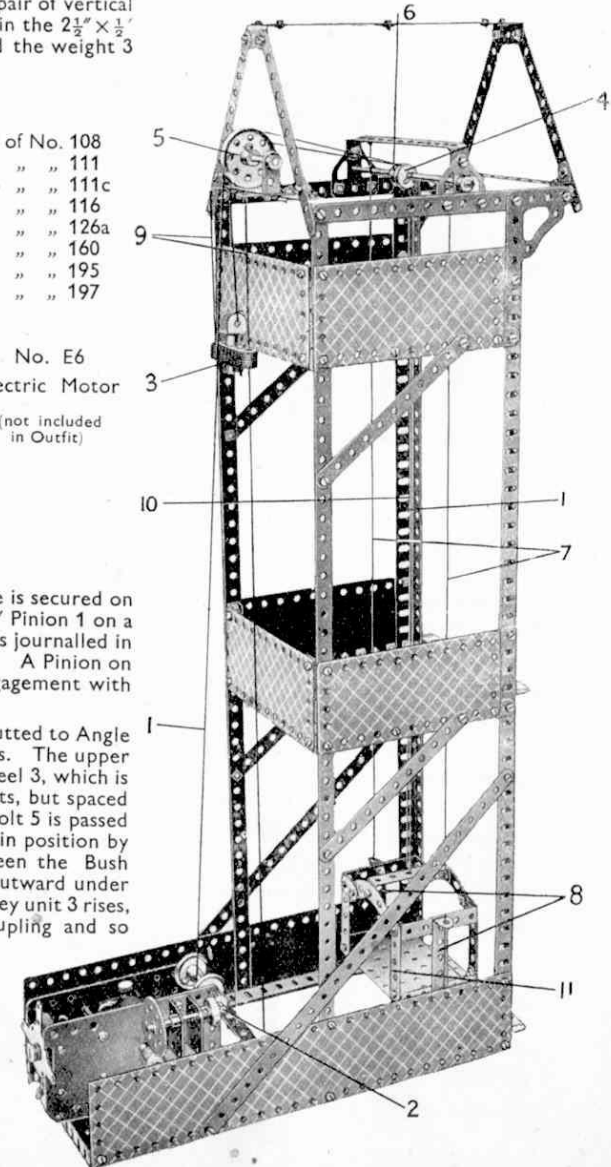 pair of vertical
in the 2½" × ½'
the weight 3
of No. 108
„ „ 111
„ „ 111c
„ „ 116
„ „ 126a
„ „ 160
„ „ 195
„ „ 197
No. E6
ectric Motor
(not included
in Outfit)
e is secured on
Pinion 1 on a
s journalled in
A Pinion on
gagement with
utted to Angle
s. The upper
eel 3, which is
ts, but spaced
olt 5 is passed
in position by
een the Bush
utward under
ey unit 3 rises,
upling and so
6
4
5
9
3
10
1
7
1
8
11
2